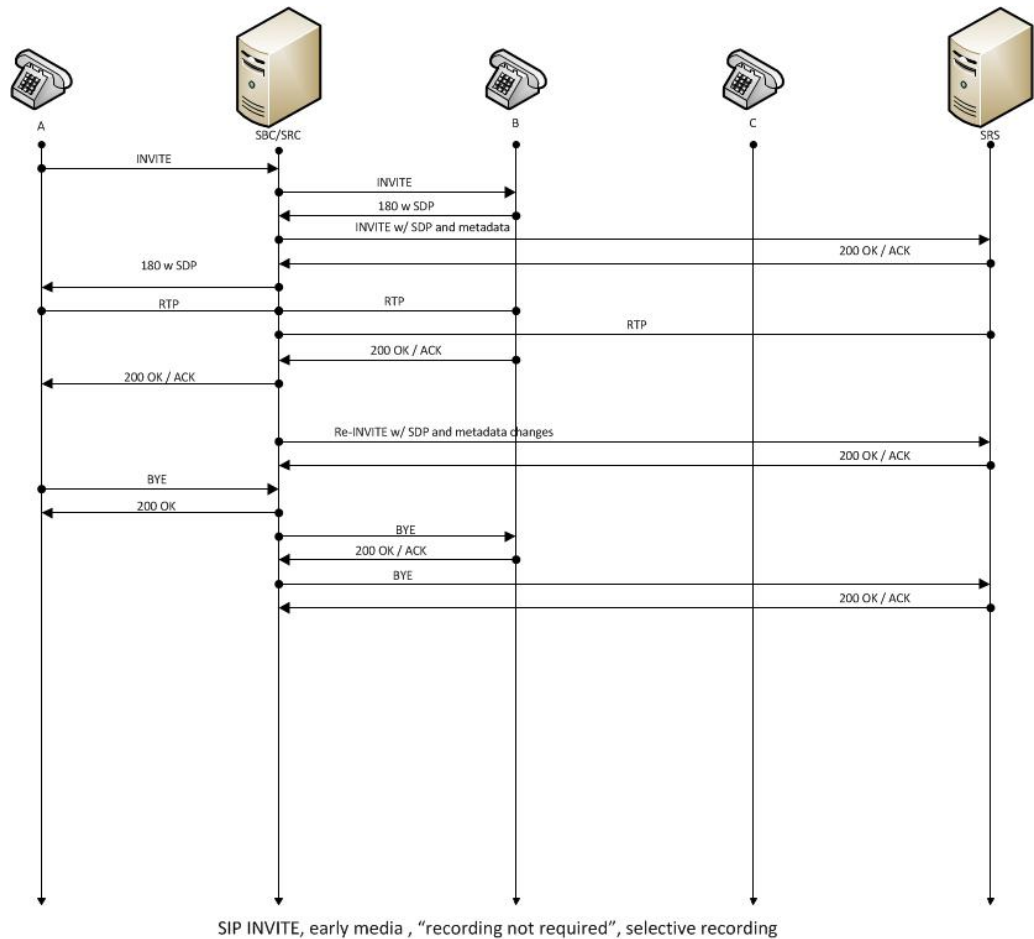 A
SBC/SRC
B
C
SRS
INVITE
INVITE
180 w SDP
INVITE w/ SDP and metadata
200 OK / ACK
180 w SDP
RTP
RTP
RTP
200 OK / ACK
200 OK / ACK
Re-INVITE w/ SDP and metadata changes
200 OK / ACK
BYE
200 OK
BYE
200 OK / ACK
BYE
200 OK / ACK
SIP INVITE, early media , “recording not required”, selective recording